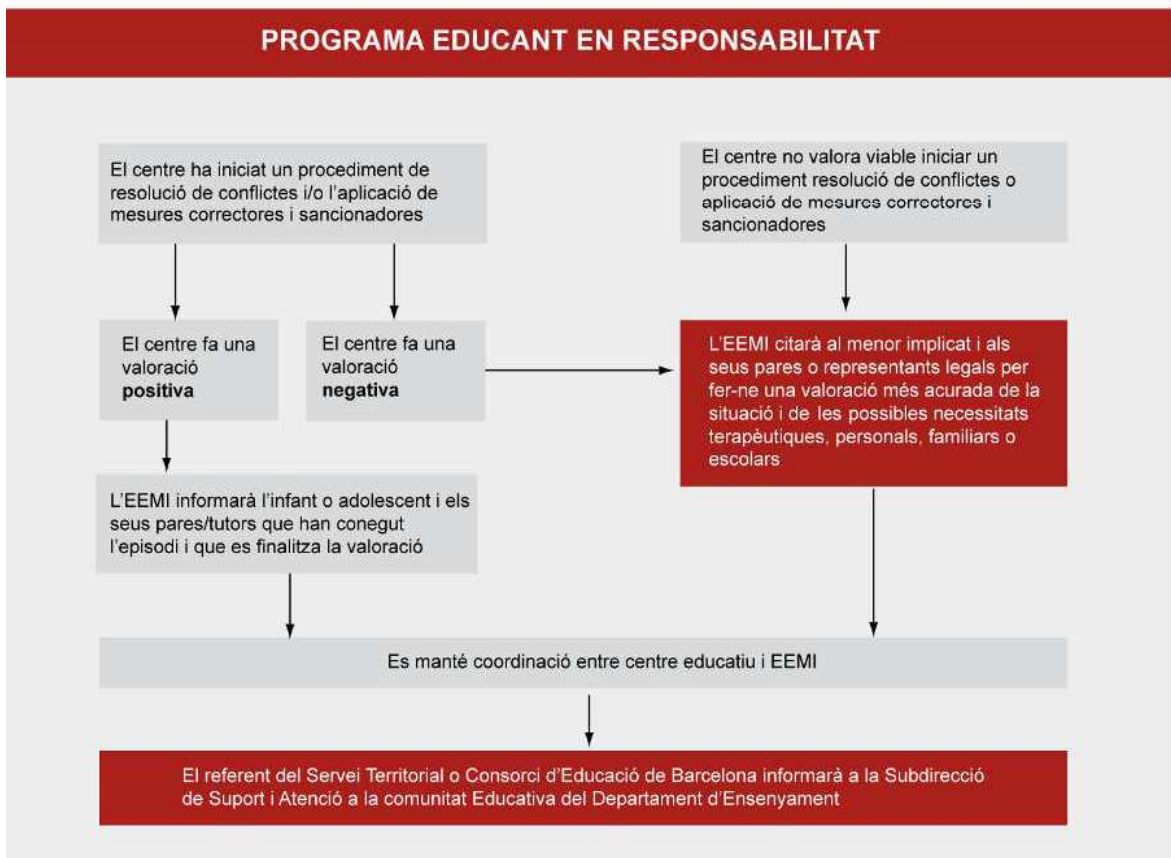 PROGRAMA EDUCANT EN RESPONSABILITAT
El centre ha iniciat un procediment de
resolució de conflictes i/o l'aplicació de
mesures correctores i sancionadores
El centre no valora viable iniciar un
procediment resolució de conflictes o
aplicació de mesures correctores i
sancionadores
El centre fa una
valoració
positiva
El centre fa una
valoració
negativa
L'EEMI citarà al menor implicat i als
seus pares o representants legals per
fer-ne una valoració més acurada de la
situació i de les possibles necessitats
terapèutiques, personals, familiars o
escolars
L'EEMI informarà l'infant o adolescent i els
seus pares/tutors que han conegut
l'episodi i que es finalitza la valoració
Es manté coordinació entre centre educatiu i EEMI
El referent del Servei Territorial o Consorci d'Educació de Barcelona informarà a la Subdirecció
de Suport i Atenció a la comunitat Educativa del Departament d'Ensenyament